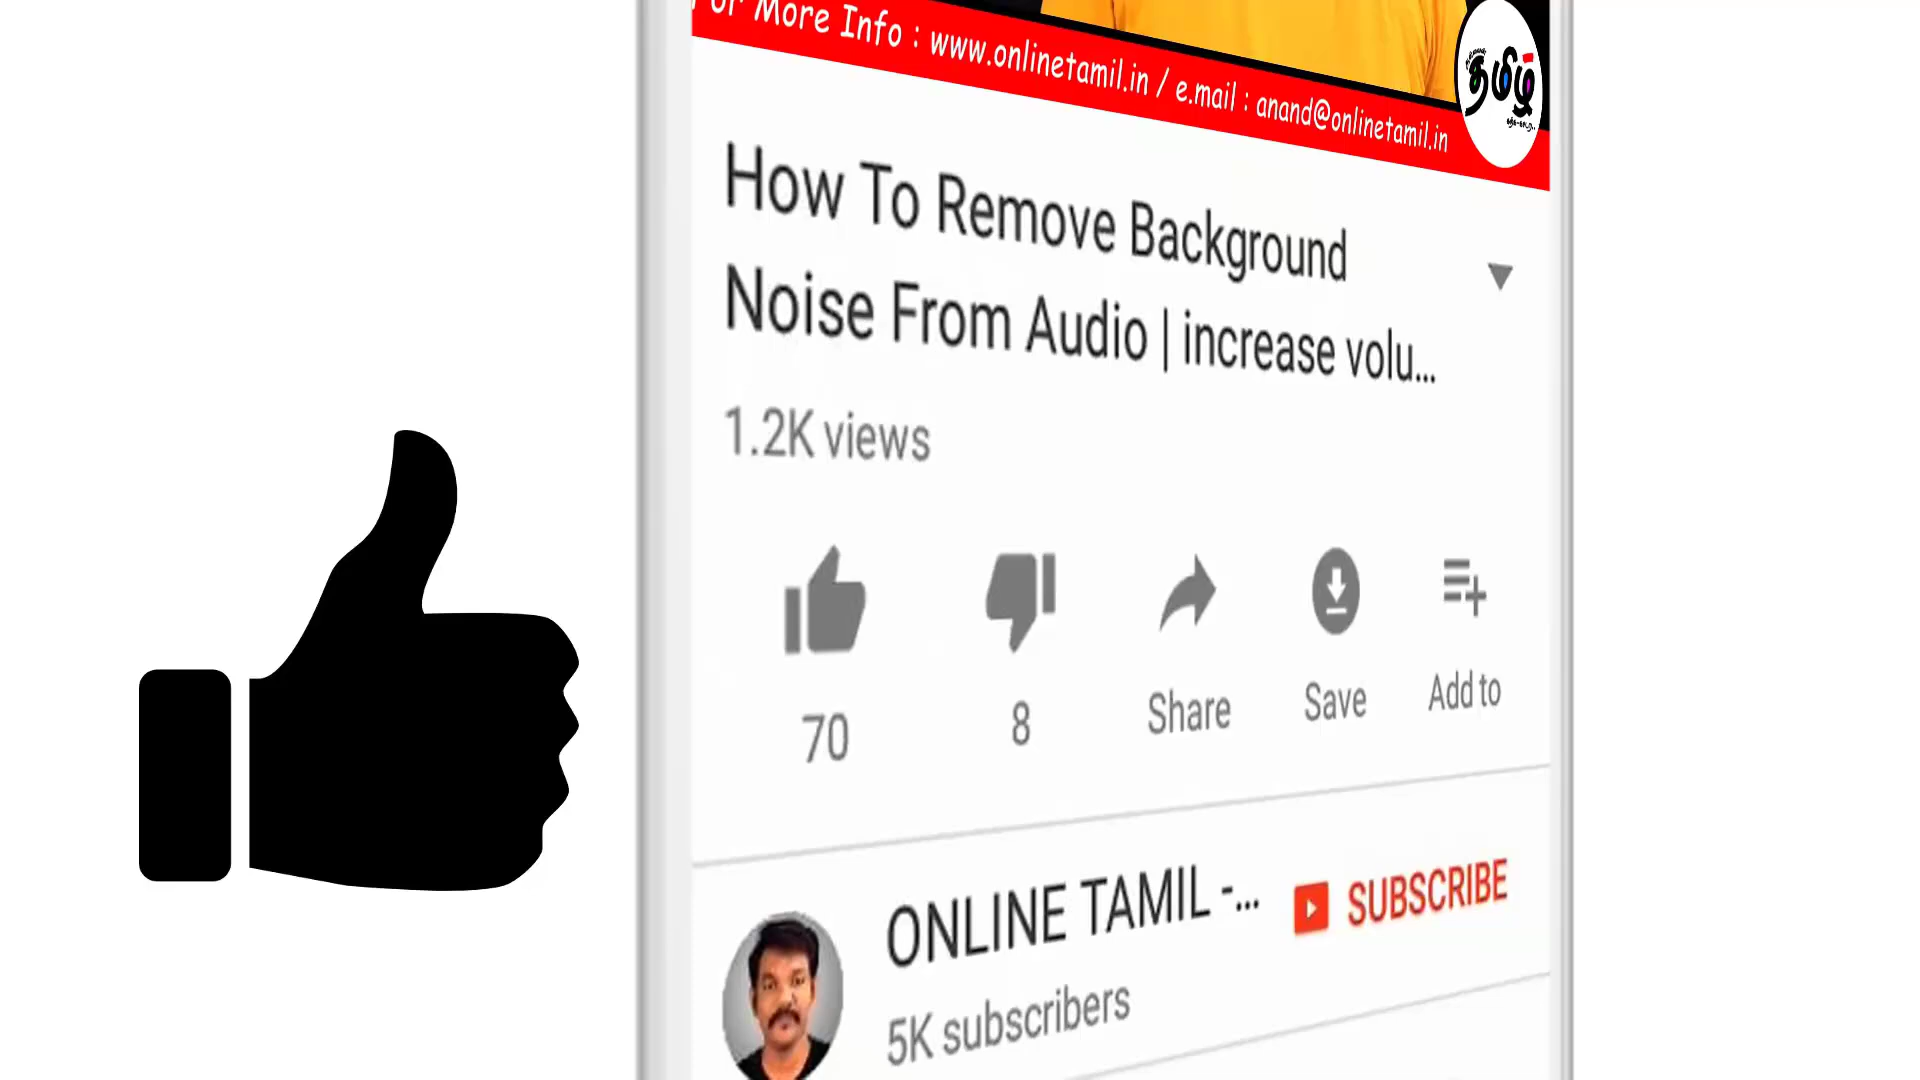 For More Info : www.onlinetamil.in / e.mail : anand@onlinetamil.in
தமிழ்
How To Remove Background
Noise From Audio | increase volu...
1.2K views
70
8
Share
Save
Add to
ONLINE TAMIL -...
SUBSCRIBE
5K subscribers